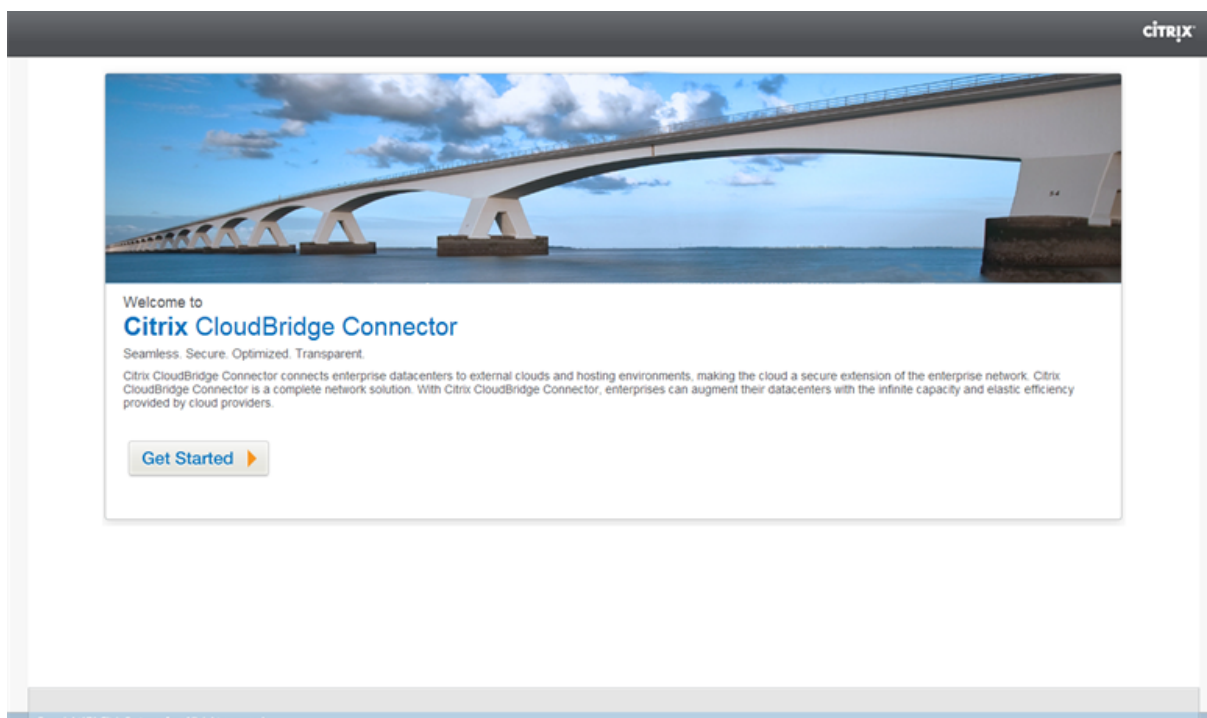 CİTRIX
Welcome to
Citrix CloudBridge Connector
Seamless. Secure. Optimized. Transparent.
Citrix CloudBridge Connector connects enterprise datacenters to external clouds and hosting environments, making the cloud a secure extension of the enterprise network. Citrix
CloudBridge Connector is a complete network solution. With Citrix CloudBridge Connector, enterprises can augment their datacenters with the infinite capacity and elastic efficiency
provided by cloud providers.
Get Started